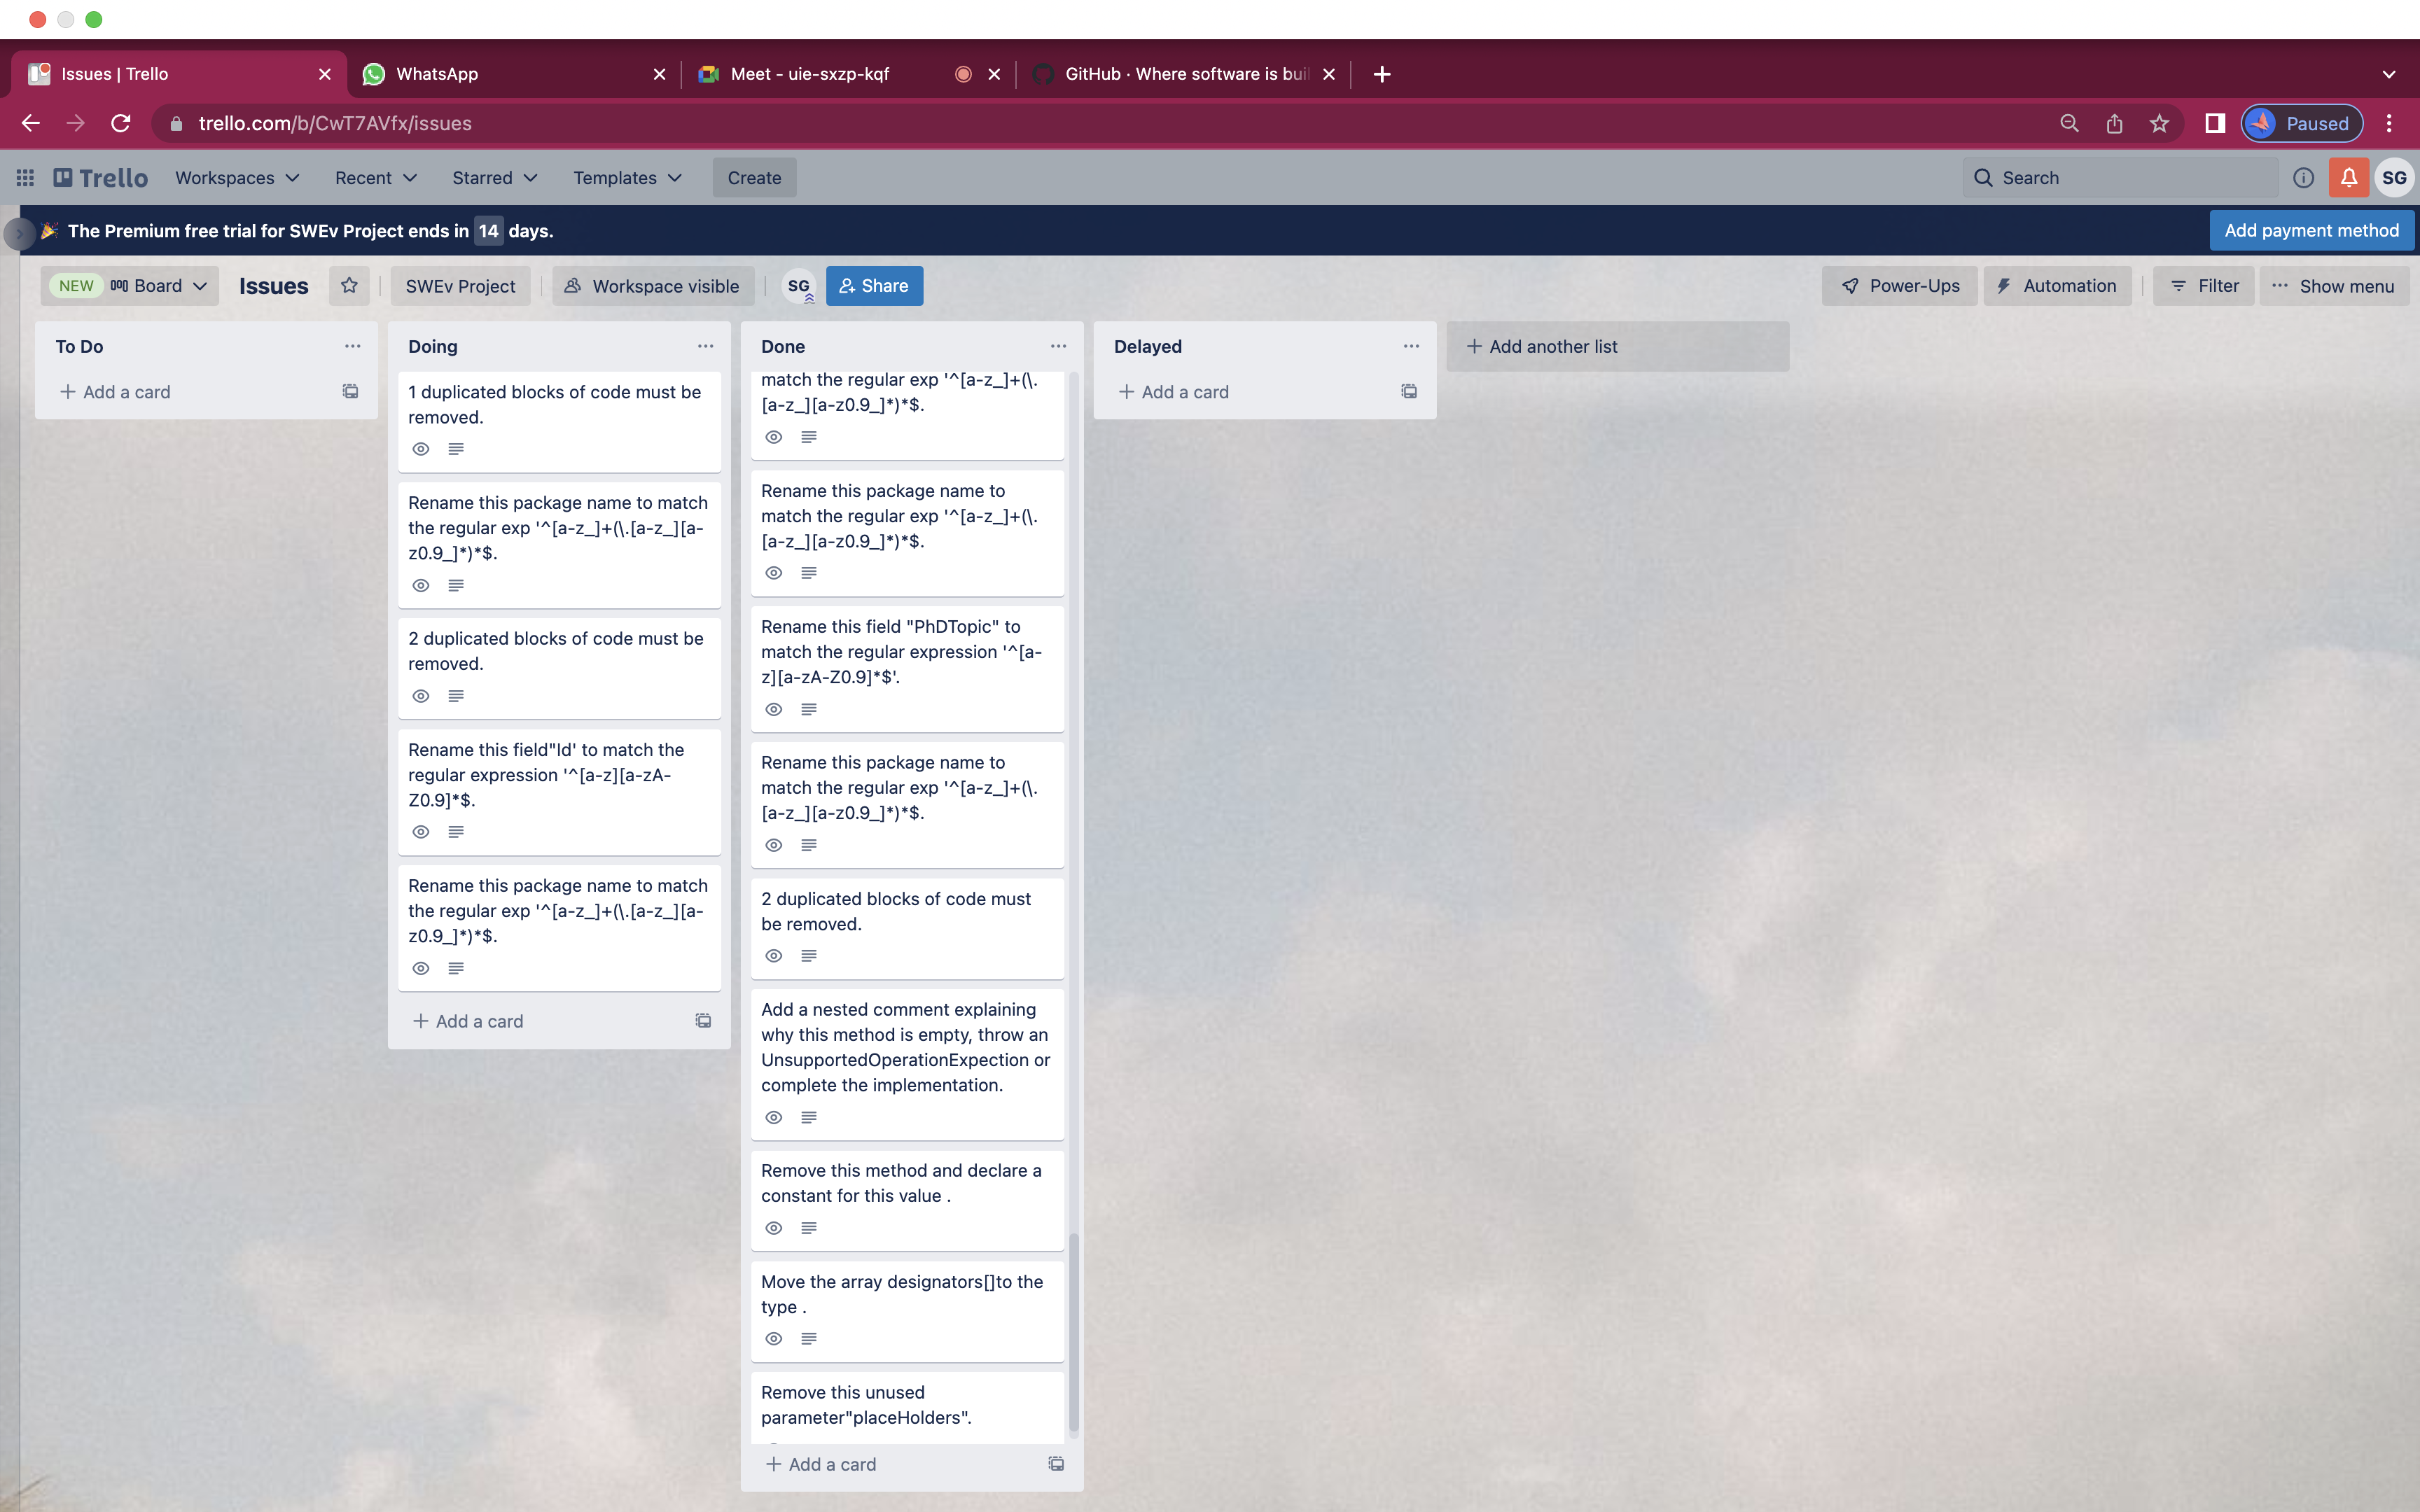 Issues | Trello
WhatsApp
Meet - uie-sxzp-kqf
GitHub · Where software is bui
trello.com/b/CwT7AVfx/issues
Paused
Trello
Workspaces
Recent
Starred
Templates
Create
Search
SG
The Premium free trial for SWEv Project ends in 14 days.
Add payment method
NEW Board
Issues
SWEv Project
Workspace visible
SG
Share
Power-Ups
Automation
Filter
Show menu
To Do
Add a card
Doing
1 duplicated blocks of code must be
removed.
Rename this package name to match
the regular exp '^[a-z_]+(\.[a-z_][a-
z0.9_]*)*$.
2 duplicated blocks of code must be
removed.
Rename this field"Id' to match the
regular expression '^[a-z][a-zA-
Z0.9]*$.
Rename this package name to match
the regular exp '^[a-z_]+(\.[a-z_][a-
z0.9_]*)*$.
Add a card
Done
match the regular exp '^[a-z_]+(\.
[a-z_][a-z0.9_]*)*$.
Rename this package name to
match the regular exp '^[a-z_]+(\.
[a-z_][a-z0.9_]*)*$.
Rename this field "PhDTopic" to
match the regular expression '^[a-
z][a-zA-Z0.9]*$'.
Rename this package name to
match the regular exp '^[a-z_]+(\.
[a-z_][a-z0.9_]*)*$.
2 duplicated blocks of code must
be removed.
Add a nested comment explaining
why this method is empty, throw an
UnsupportedOperationExpection or
complete the implementation.
Remove this method and declare a
constant for this value .
Move the array designators[]to the
type .
Remove this unused
parameter"placeHolders".
Add a card
Delayed
Add a card
Add another list